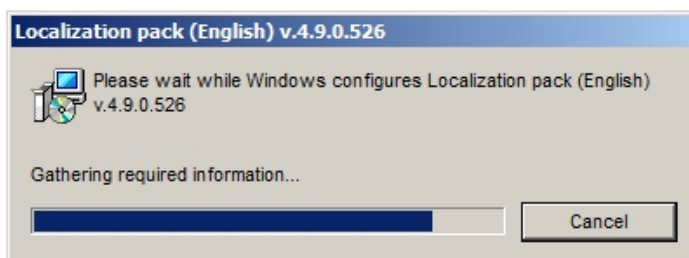 Localization pack (English) v.4.9.0.526
Please wait while Windows configures Localization pack (English)
v.4.9.0.526
Gathering required information...
Cancel